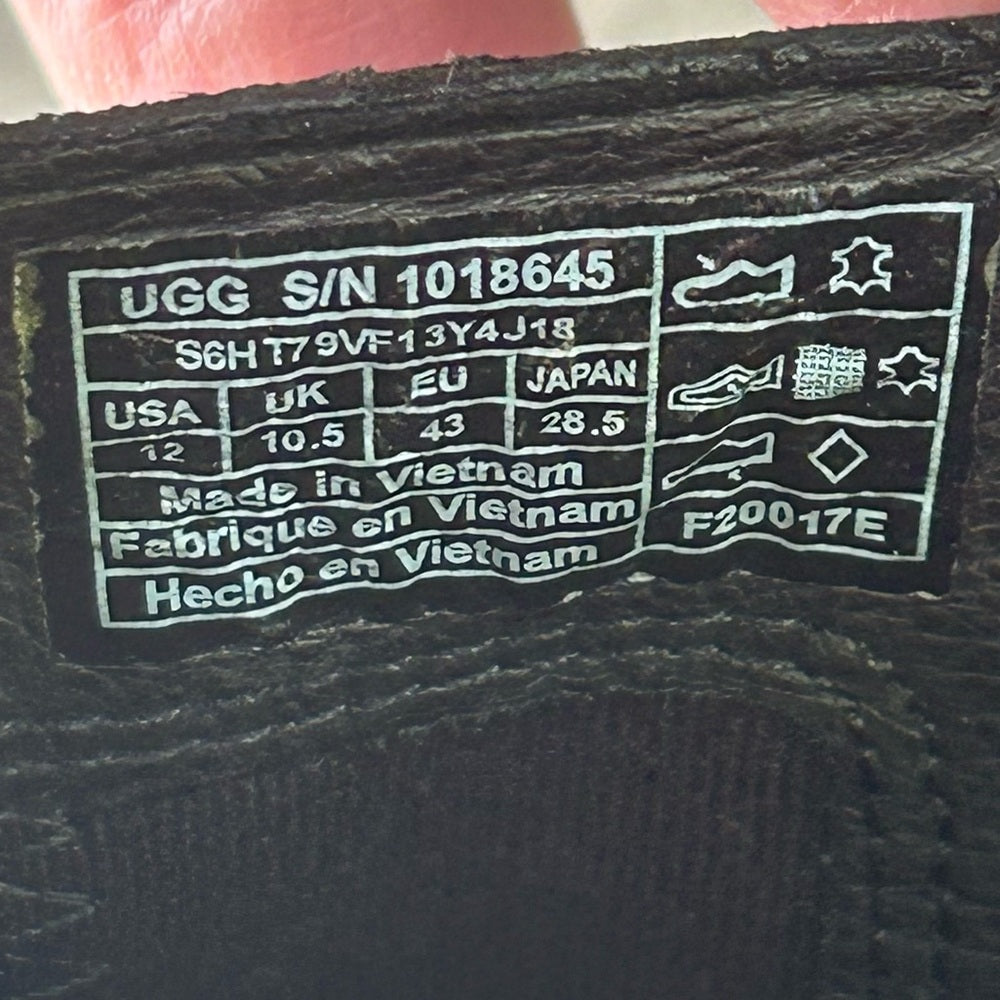 UGG S/N 1018645
S6HT79VF13Y4J18
USA UK EU JAPAN
12 10.5 43 28.5
Made in Vietnam
Fabrique en Vietnam
Hecho en Vietnam
F20017E